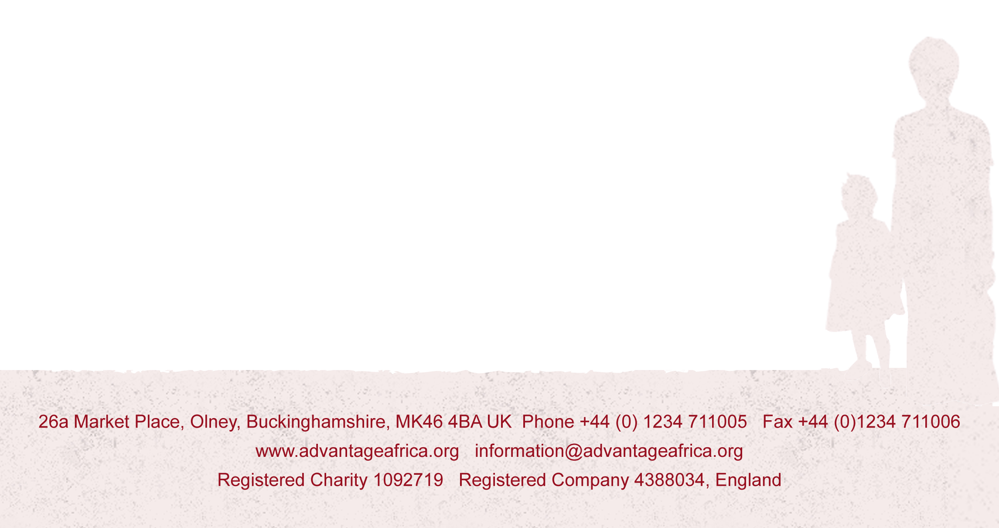 26a Market Place, Olney, Buckinghamshire, MK46 4BA UK  Phone +44 (0) 1234 711005   Fax +44 (0)1234 711006
www.advantageafrica.org   information@advantageafrica.org
Registered Charity 1092719   Registered Company 4388034, England